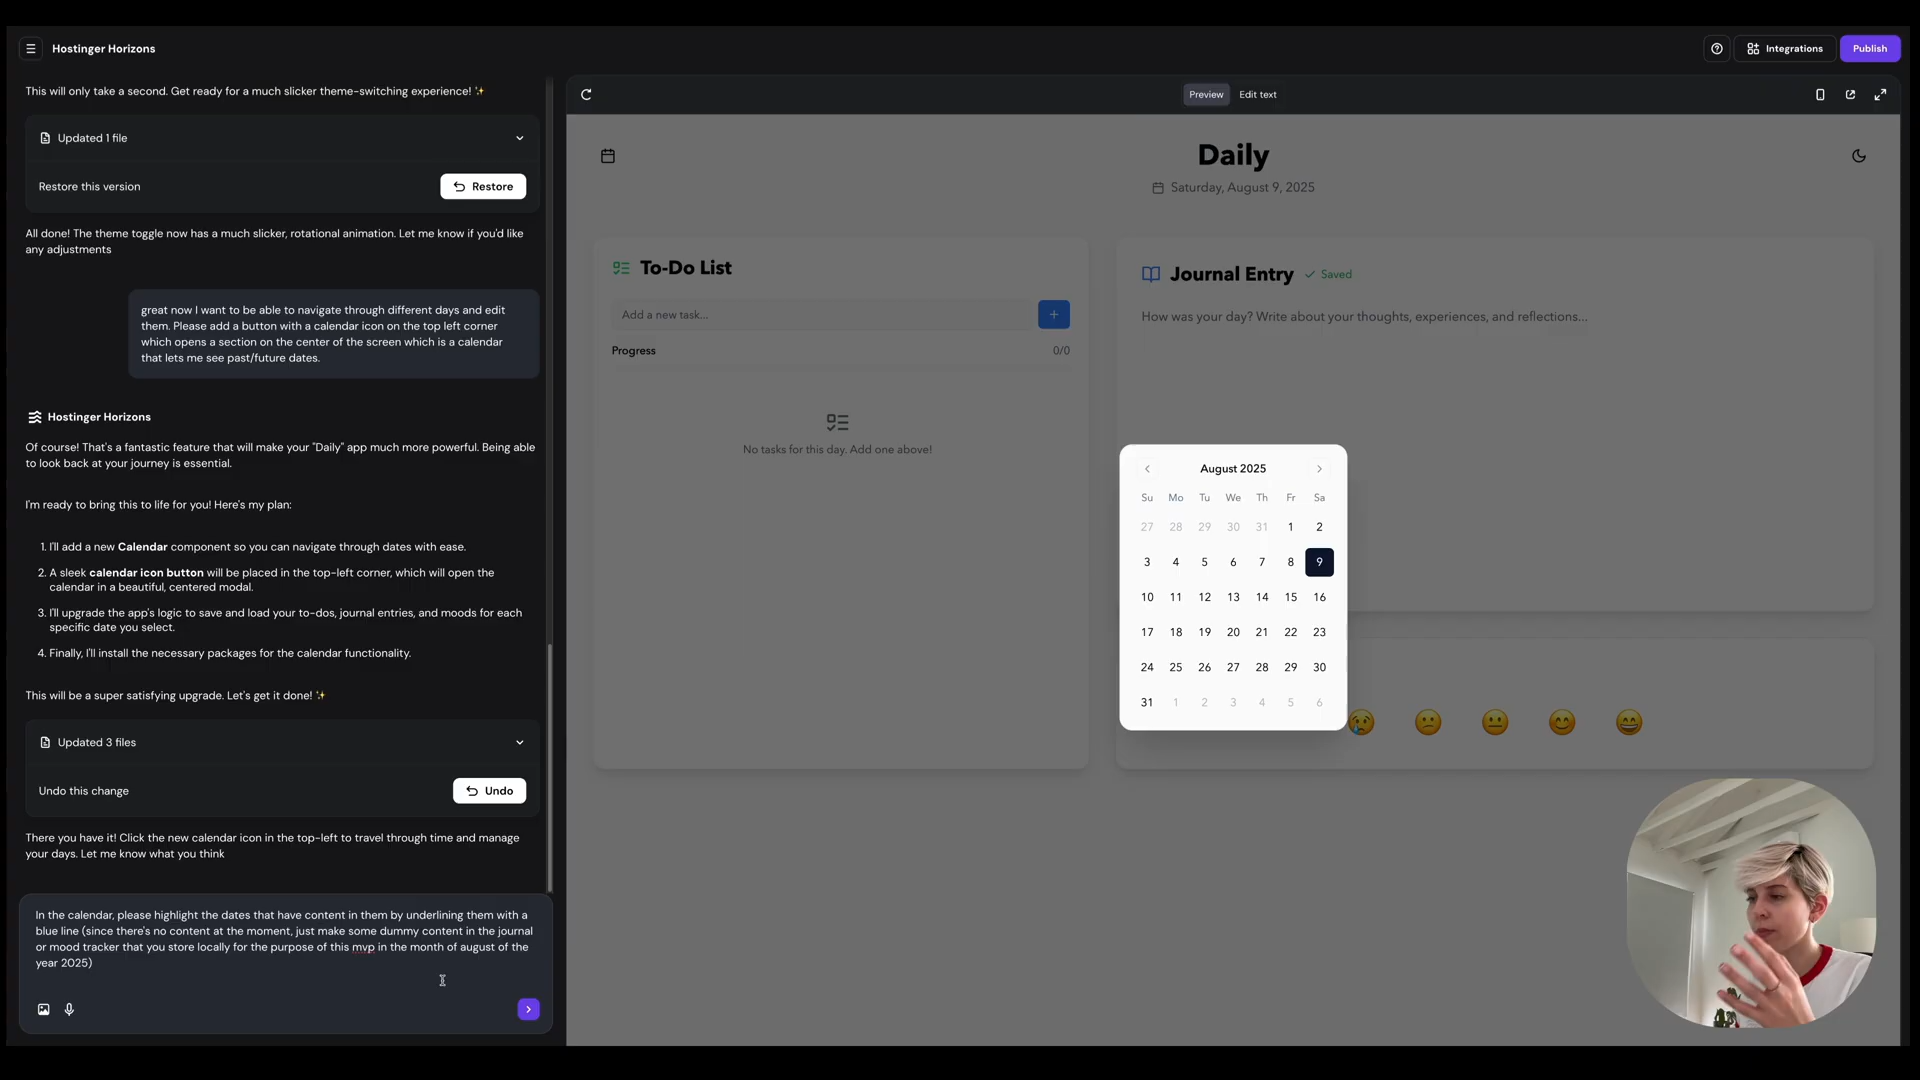 Hostinger Horizons
Integrations
Publish
This will only take a second. Get ready for a much slicker theme-switching experience! ✨
Updated 1 file
Restore this version
Restore
All done! The theme toggle now has a much slicker, rotational animation. Let me know if you'd like
any adjustments
great now I want to be able to navigate through different days and edit
them. Please add a button with a calendar icon on the top left corner
which opens a section on the center of the screen which is a calendar
that lets me see past/future dates.
Hostinger Horizons
Of course! That's a fantastic feature that will make your "Daily" app much more powerful. Being able
to look back at your journey is essential.
I'm ready to bring this to life for you! Here's my plan:
1. I'll add a new Calendar component so you can navigate through dates with ease.
2. A sleek calendar icon button will be placed in the top-left corner, which will open the
calendar in a beautiful, centered modal.
3. I'll upgrade the app's logic to save and load your to-dos, journal entries, and moods for each
specific date you select.
4. Finally, I'll install the necessary packages for the calendar functionality.
This will be a super satisfying upgrade. Let's get it done! ✨
Updated 3 files
Undo this change
Undo
There you have it! Click the new calendar icon in the top-left to travel through time and manage
your days. Let me know what you think
In the calendar, please highlight the dates that have content in them by underlining them with a
blue line (since there's no content at the moment, just make some dummy content in the journal
or mood tracker that you store locally for the purpose of this mvp in the month of august of the
year 2025)
Preview
Edit text
Daily
Saturday, August 9, 2025
To-Do List
Add a new task...
+
Progress
0/0
No tasks for this day. Add one above!
Journal Entry
Saved
How was your day? Write about your thoughts, experiences, and reflections...
August 2025
Su Mo Tu We Th Fr Sa
27 28 29 30 31 1 2
3 4 5 6 7 8 9
10 11 12 13 14 15 16
17 18 19 20 21 22 23
24 25 26 27 28 29 30
31 1 2 3 4 5 6